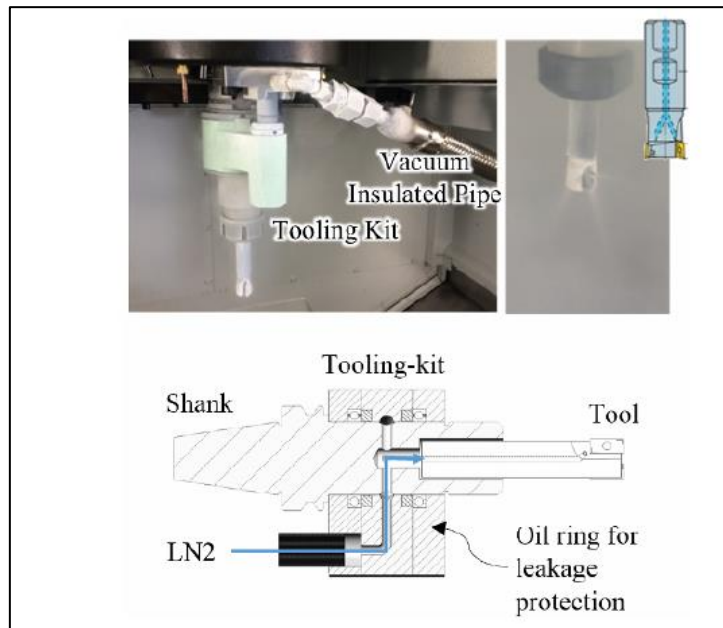 Vacuum
Insulated Pipe
Tooling Kit
Tooling-kit
Shank
Tool
LN2
Oil ring for
leakage
protection